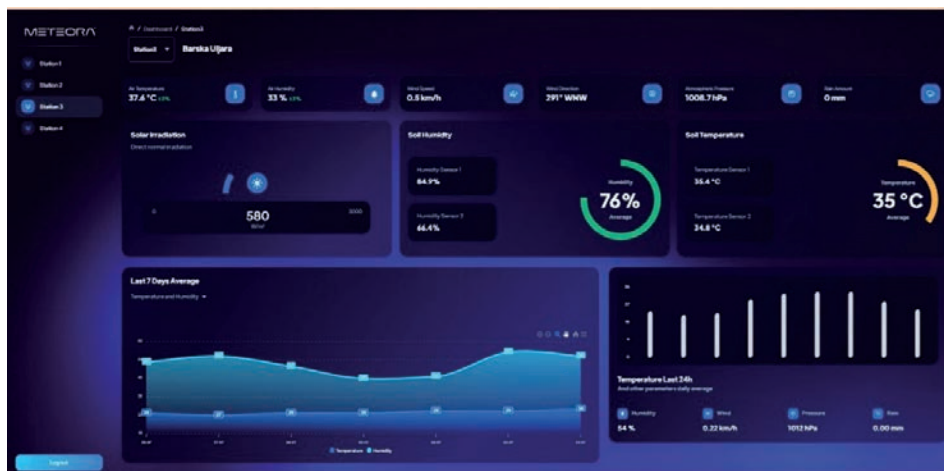 METEORA
/ Dashboard / Station3
Station3
Barska Uljara
Station 1
Station 2
Station 3
Station 4
Air Temperature
37.4 °C
Air Humidity
33 %
Wind Speed
0.5 km/h
Wind Direction
291° WNW
Atmospheric Pressure
1008.7 hPa
Rain Amount
0 mm
Solar Irradiation
Direct normal irradiation
0
580
W/m²
Soil Humidity
Humidity Sensor 1
84.9%
Humidity Sensor 2
66.4%
Humidity
76%
Average
Soil Temperature
Temperature Sensor 1
35.4 °C
Temperature Sensor 2
34.8 °C
Temperature
35 °C
Average
Last 7 Days Average
Temperature and Humidity
Temperature
Humidity
Temperature Last 24h
And other parameters daily average
Humidity
54 %
Wind
0.22 km/h
Pressure
1012 hPa
Rain
0.00 mm
Logout